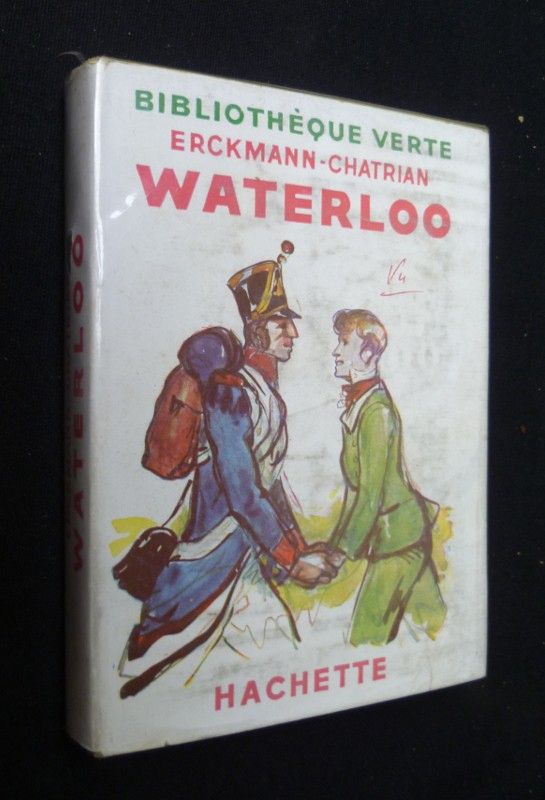 BIBLIOTHÈQUE VERTE
ERCKMANN-CHATRIAN
WATERLOO
HACHETTE
WATERLOO